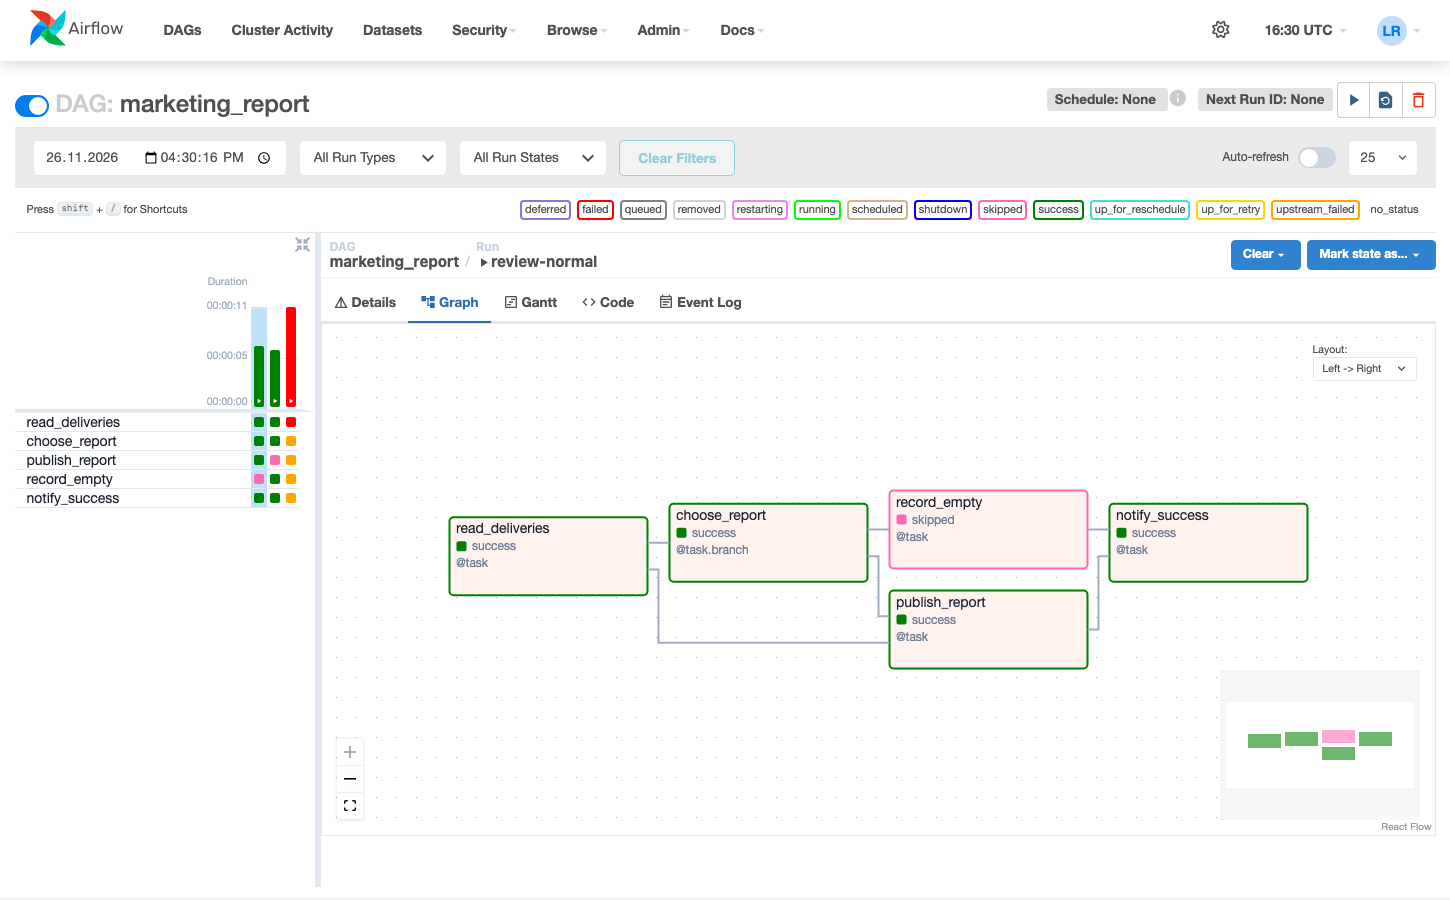 Airflow DAGs Cluster Activity Datasets Security Browse Admin Docs 16:30 UTC LR
DAG: marketing_report Schedule: None Next Run ID: None
26.11.2026 04:30:16 PM All Run Types All Run States Clear Filters Auto-refresh 25
Press shift + / for Shortcuts deferred failed queued removed restarting running scheduled shutdown skipped success up_for_reschedule up_for_retry upstream_failed no_status
DAG Run
marketing_report / review-normal Clear Mark state as...
Details Graph Gantt Code Event Log
Duration
00:00:11
00:00:05
00:00:00
read_deliveries
choose_report
publish_report
record_empty
notify_success
Layout:
Left -> Right
read_deliveries
success
@task
choose_report
success
@task.branch
record_empty
skipped
@task
publish_report
success
@task
notify_success
success
@task
React Flow